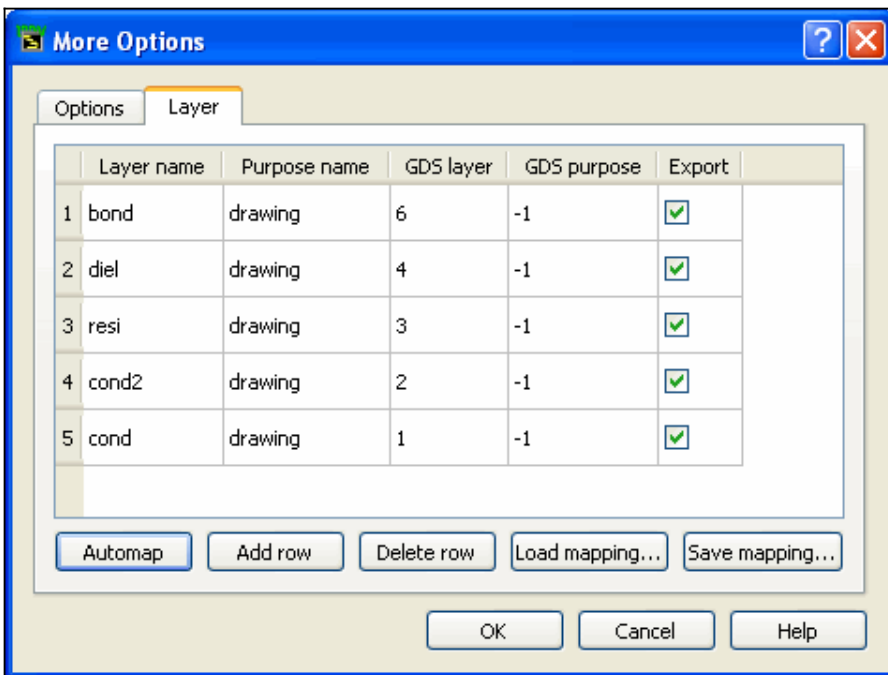 More Options
Options Layer
Layer name Purpose name GDS layer GDS purpose Export
1 bond drawing 6 -1
2 diel drawing 4 -1
3 resi drawing 3 -1
4 cond2 drawing 2 -1
5 cond drawing 1 -1
Automap Add row Delete row Load mapping... Save mapping...
OK Cancel Help